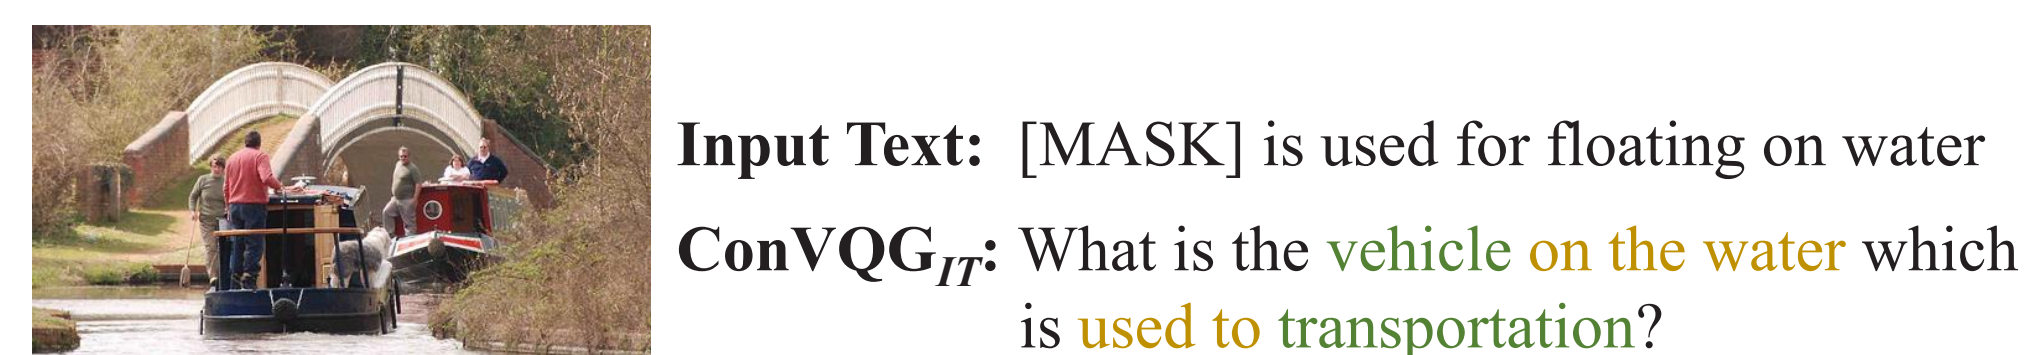 Input Text: [MASK] is used for floating on water
ConVQG_IT: What is the vehicle on the water which
is used to transportation?